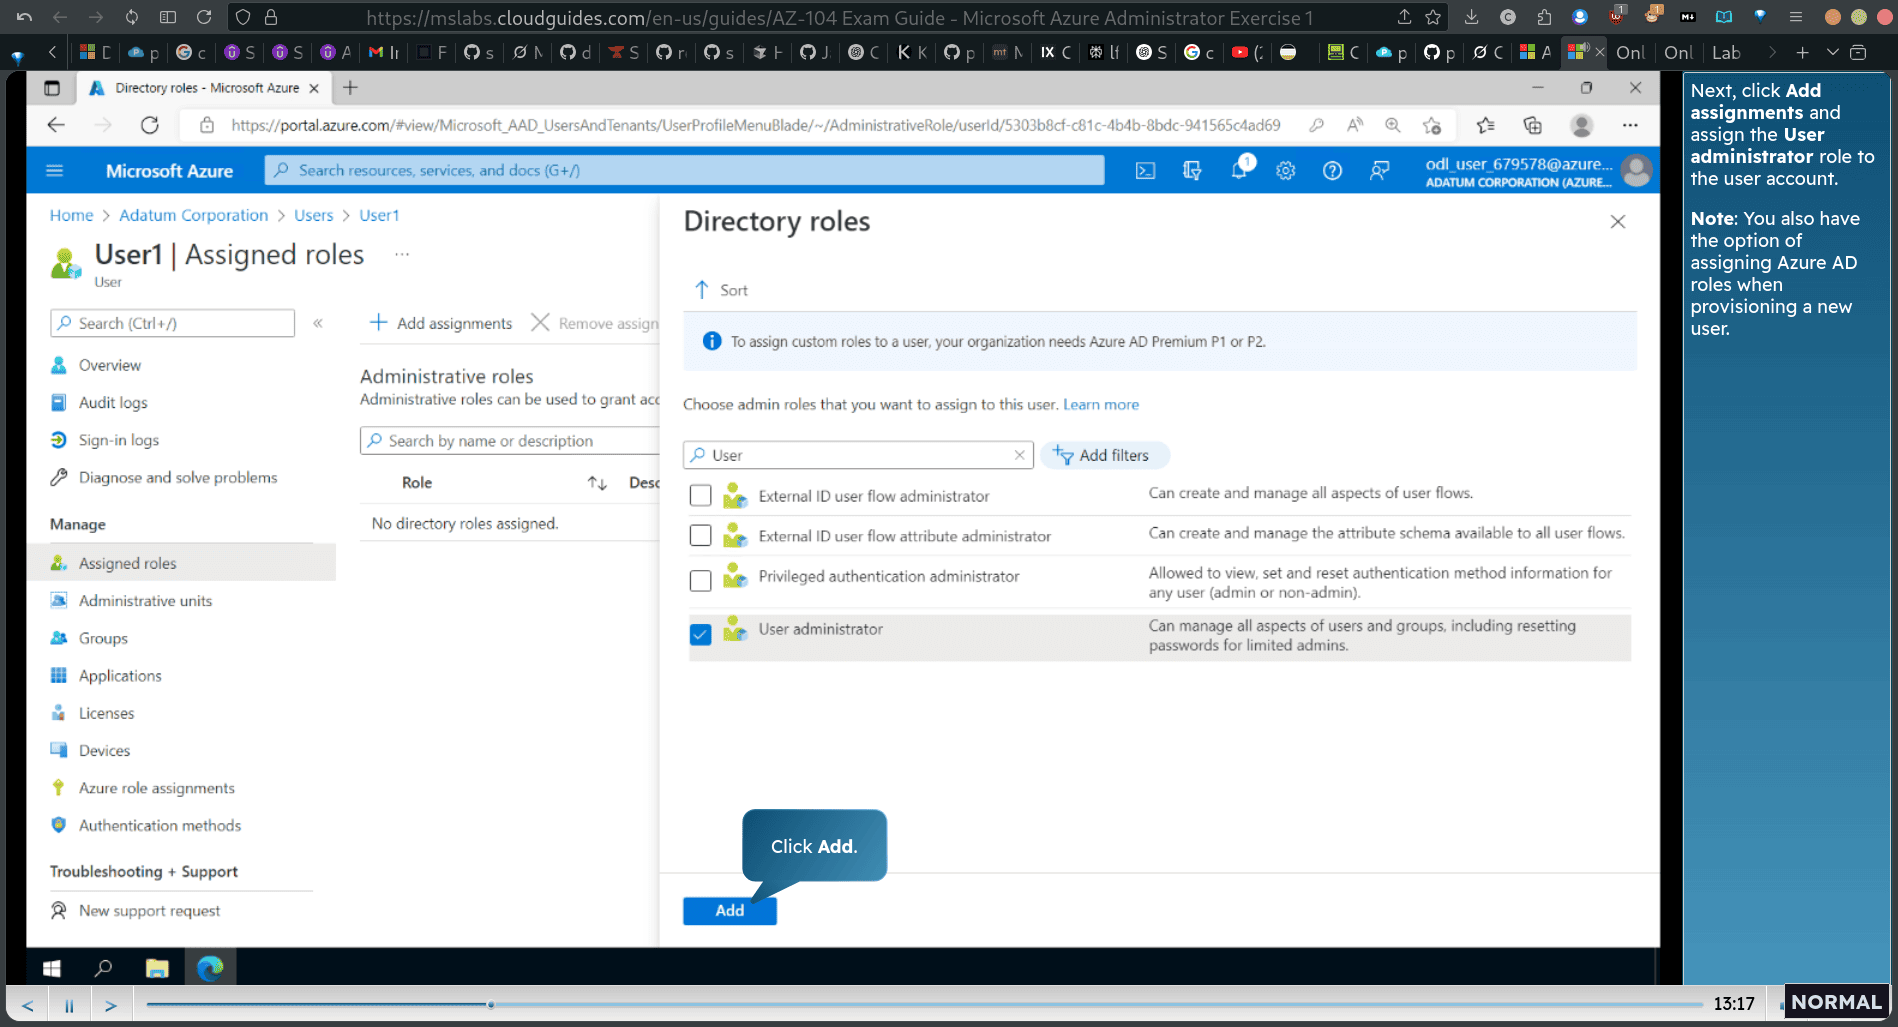 https://mslabs.cloudguides.com/en-us/guides/AZ-104 Exam Guide - Microsoft Azure Administrator Exercise 1
Onl
Onl
Lab
Directory roles - Microsoft Azure
https://portal.azure.com/#view/Microsoft_AAD_UsersAndTenants/UserProfileMenuBlade/~/AdministrativeRole/userId/5303b8cf-c81c-4b4b-8bdc-941565c4ad69
Microsoft Azure
Search resources, services, and docs (G+/)
1
odl_user_679578@azure...
ADATUM CORPORATION (AZURE...
Home > Adatum Corporation > Users > User1
User1 | Assigned roles ...
User
Search (Ctrl+/)
Overview
Audit logs
Sign-in logs
Diagnose and solve problems
Manage
Assigned roles
Administrative units
Groups
Applications
Licenses
Devices
Azure role assignments
Authentication methods
Troubleshooting + Support
New support request
Add assignments
Remove assign
Administrative roles
Administrative roles can be used to grant acc
Search by name or description
Role
Desc
No directory roles assigned.
Directory roles
Sort
To assign custom roles to a user, your organization needs Azure AD Premium P1 or P2.
Choose admin roles that you want to assign to this user. Learn more
User
Add filters
External ID user flow administrator
Can create and manage all aspects of user flows.
External ID user flow attribute administrator
Can create and manage the attribute schema available to all user flows.
Privileged authentication administrator
Allowed to view, set and reset authentication method information for
any user (admin or non-admin).
User administrator
Can manage all aspects of users and groups, including resetting
passwords for limited admins.
Click Add.
Add
Next, click Add
assignments and
assign the User
administrator role to
the user account.
Note: You also have
the option of
assigning Azure AD
roles when
provisioning a new
user.
13:17
NORMAL